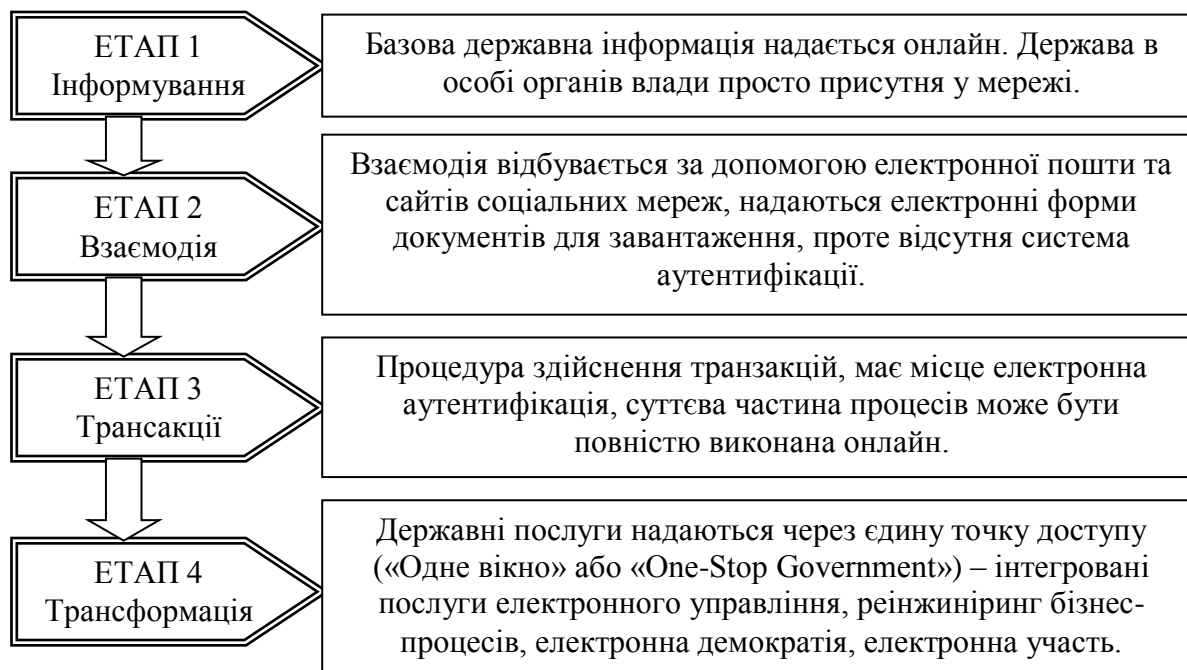 ЕТАП 1
Інформування
Базова державна інформація надається онлайн. Держава в
особі органів влади просто присутня у мережі.
ЕТАП 2
Взаємодія
Взаємодія відбувається за допомогою електронної пошти та
сайтів соціальних мереж, надаються електронні форми
документів для завантаження, проте відсутня система
аутентифікації.
ЕТАП 3
Трансакції
Процедура здійснення транзакцій, має місце електронна
аутентифікація, суттєва частина процесів може бути
повністю виконана онлайн.
ЕТАП 4
Трансформація
Державні послуги надаються через єдину точку доступу
(«Одне вікно» або «One-Stop Government») – інтегровані
послуги електронного управління, реінжиніринг бізнес-
процесів, електронна демократія, електронна участь.